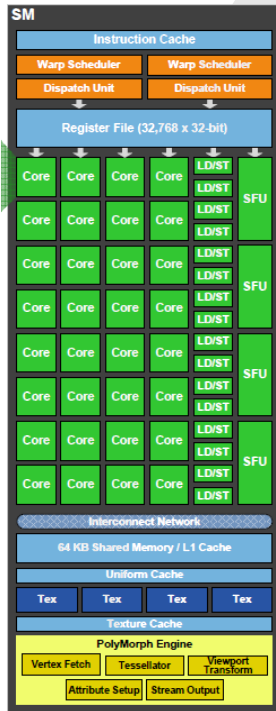 SM
Instruction Cache
Warp Scheduler Warp Scheduler
Dispatch Unit Dispatch Unit
Register File (32,768 x 32-bit)
LD/ST
Core Core Core Core
LD/ST
SFU
LD/ST
Core Core Core Core
LD/ST
LD/ST
Core Core Core Core
LD/ST
SFU
LD/ST
Core Core Core Core
LD/ST
LD/ST
Core Core Core Core
LD/ST
SFU
LD/ST
Core Core Core Core
LD/ST
LD/ST
Core Core Core Core
LD/ST
SFU
LD/ST
Core Core Core Core
LD/ST
Interconnect Network
64 KB Shared Memory / L1 Cache
Uniform Cache
Tex Tex Tex Tex
Texture Cache
PolyMorph Engine
Vertex Fetch Tessellator Viewport
Transform
Attribute Setup Stream Output